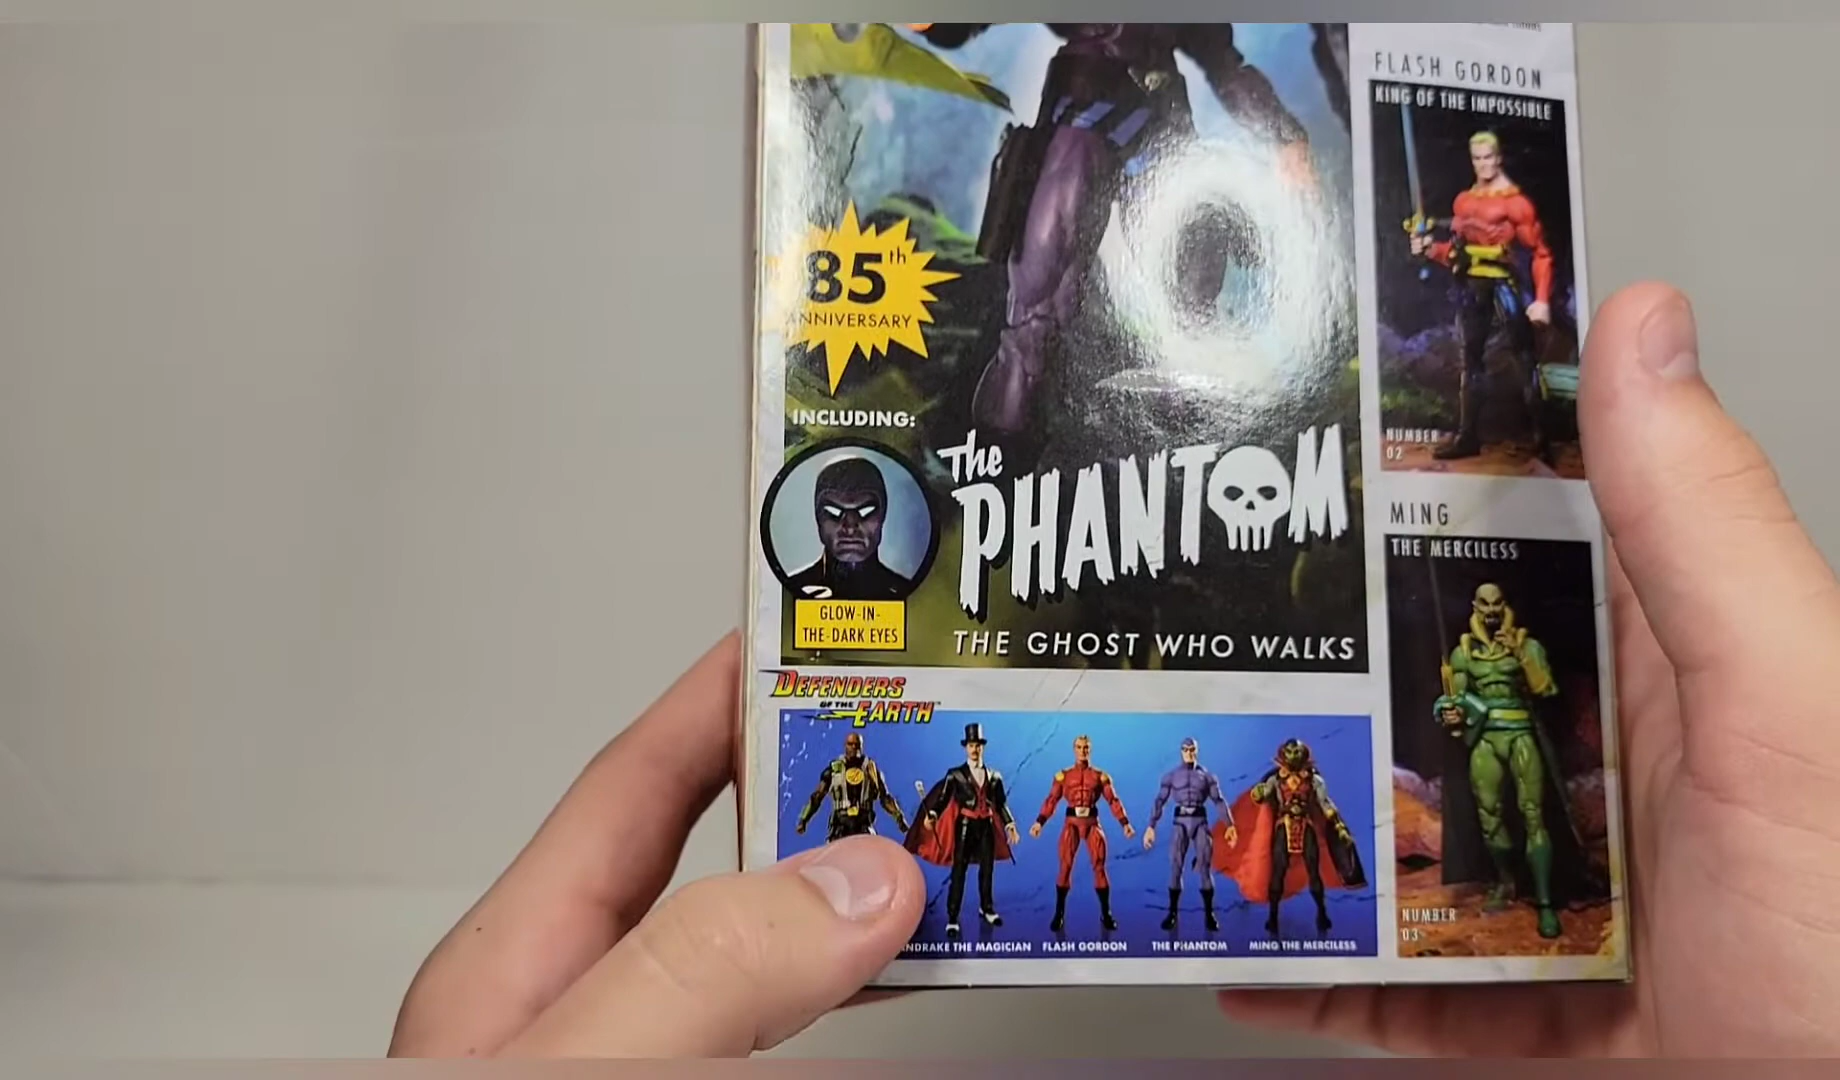 FLASH GORDON
KING OF THE IMPOSSIBLE
85th
ANNIVERSARY
NUMBER
02
INCLUDING:
The
PHANTOM
GLOW-IN-
THE-DARK EYES
THE GHOST WHO WALKS
MING
THE MERCILESS
NUMBER
03
DEFENDERS
OF THE EARTH
ANDRAKE THE MAGICIAN
FLASH GORDON
THE PHANTOM
MING THE MERCILESS